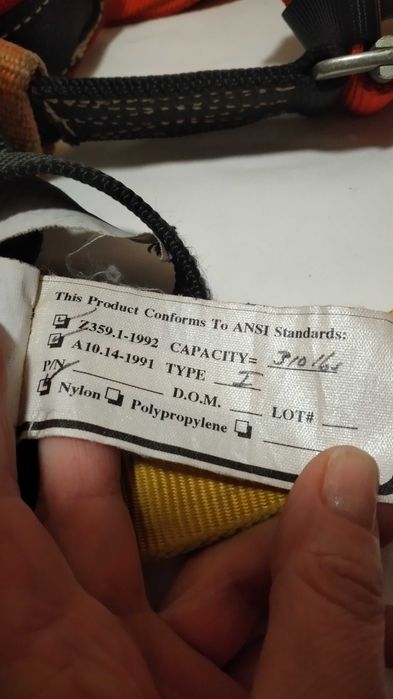 This Product Conforms To ANSI Standards:
Z359.1-1992 CAPACITY= 310 lbs
A10.14-1991 TYPE I
P/N D.O.M. LOT#
Nylon Polypropylene